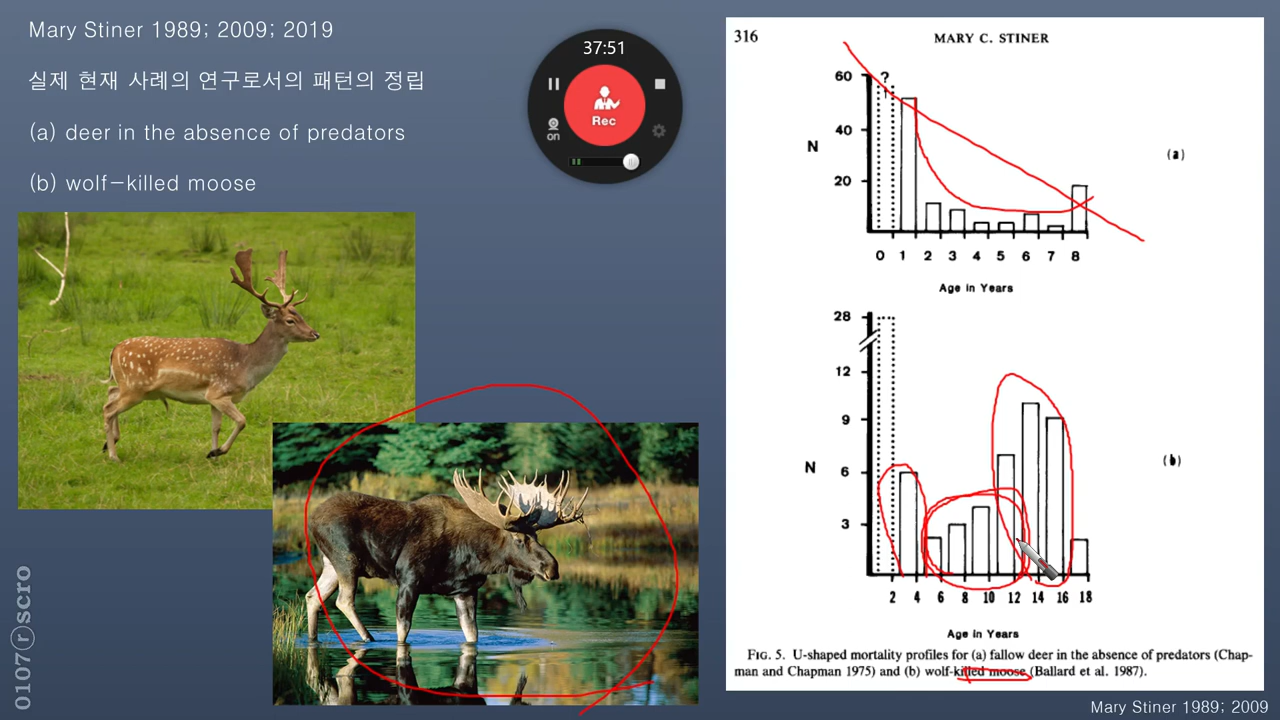 Mary Stiner 1989; 2009; 2019
실제 현재 사례의 연구로서의 패턴의 정립
(a) deer in the absence of predators
(b) wolf-killed moose
37:51
on
Rec
316
MARY C. STINER
60
?
40
N
(a)
20
0 1 2 3 4 5 6 7 8
Age in Years
28
12
9
N
(b)
6
3
2 4 6 8 10 12 14 16 18
Age in Years
FIG. 5. U-shaped mortality profiles for (a) fallow deer in the absence of predators (Chap-
man and Chapman 1975) and (b) wolf-killed moose (Ballard et al. 1987).
0107ⓡscro
Mary Stiner 1989; 2009